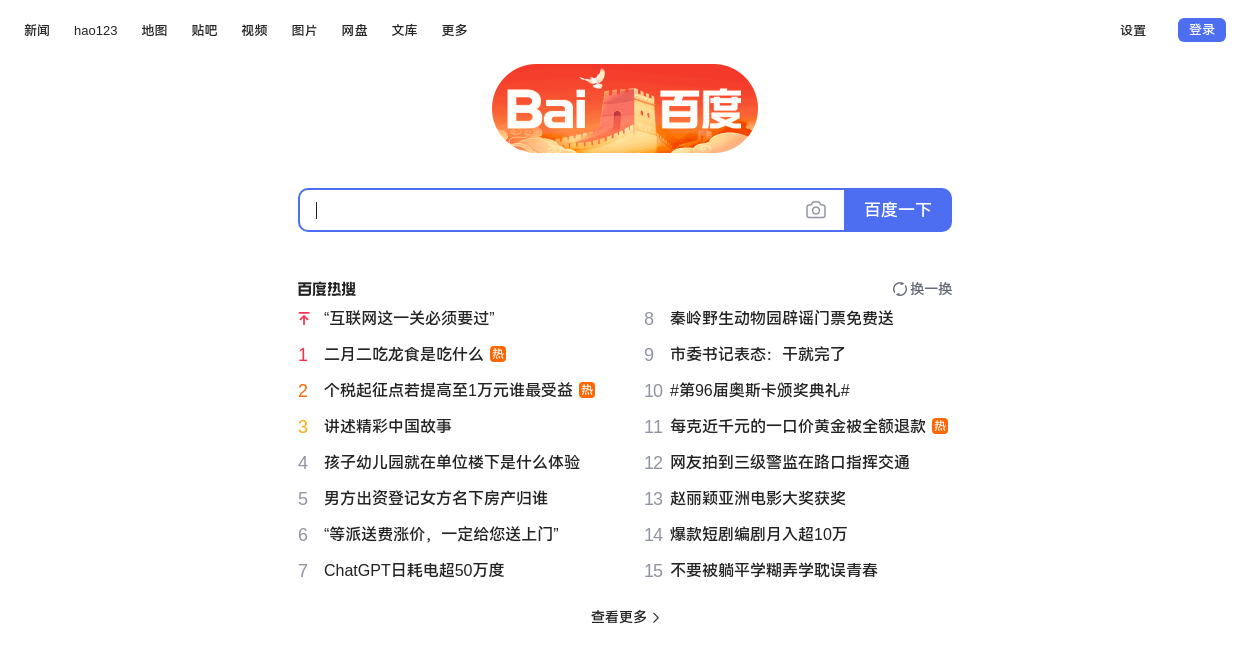 新闻 hao123 地图 贴吧 视频 图片 网盘 文库 更多 设置 登录
Bai 百度
百度一下
百度热搜 换一换
“互联网这一关必须要过”
1 二月二吃龙食是吃什么 热
2 个税起征点若提高至1万元谁最受益 热
3 讲述精彩中国故事
4 孩子幼儿园就在单位楼下是什么体验
5 男方出资登记女方名下房产归谁
6 “等派送费涨价，一定给您送上门”
7 ChatGPT日耗电超50万度
8 秦岭野生动物园辟谣门票免费送
9 市委书记表态：干就完了
10 #第96届奥斯卡颁奖典礼#
11 每克近千元的一口价黄金被全额退款 热
12 网友拍到三级警监在路口指挥交通
13 赵丽颖亚洲电影大奖获奖
14 爆款短剧编剧月入超10万
15 不要被躺平学糊弄学耽误青春
查看更多